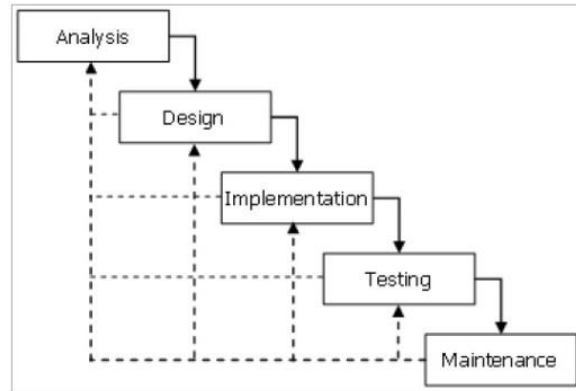 Analysis
Design
Implementation
Testing
Maintenance